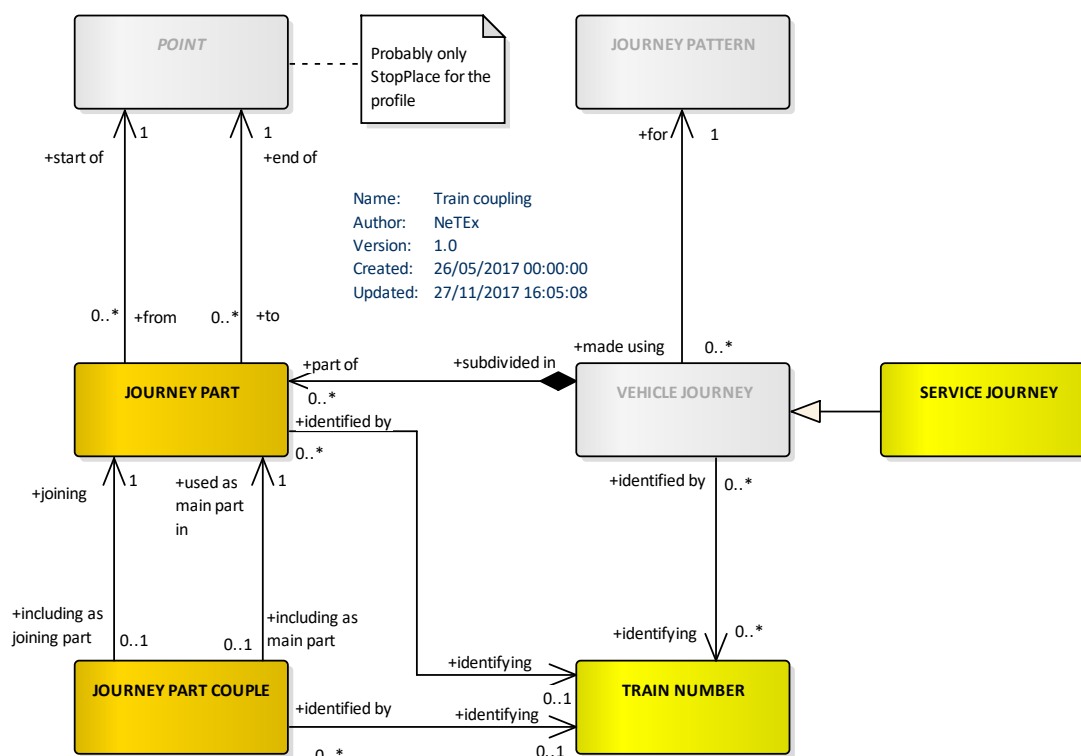 POINT
Probably only
StopPlace for the
profile
JOURNEY PATTERN
1
+start of
1
+end of
+for
1
Name: Train coupling
Author: NeTEx
Version: 1.0
Created: 26/05/2017 00:00:00
Updated: 27/11/2017 16:05:08
0..*
+from
0..*
+to
+made using
0..*
+part of
+subdivided in
0..*
JOURNEY PART
VEHICLE JOURNEY
SERVICE JOURNEY
+identified by
0..*
+joining
1
+used as
main part
in
1
+identified by
0..*
+including as
joining part
0..1
0..1
+including as
main part
+identifying
0..*
+identifying
0..1
JOURNEY PART COUPLE
TRAIN NUMBER
+identified by
0..*
+identifying
0..1